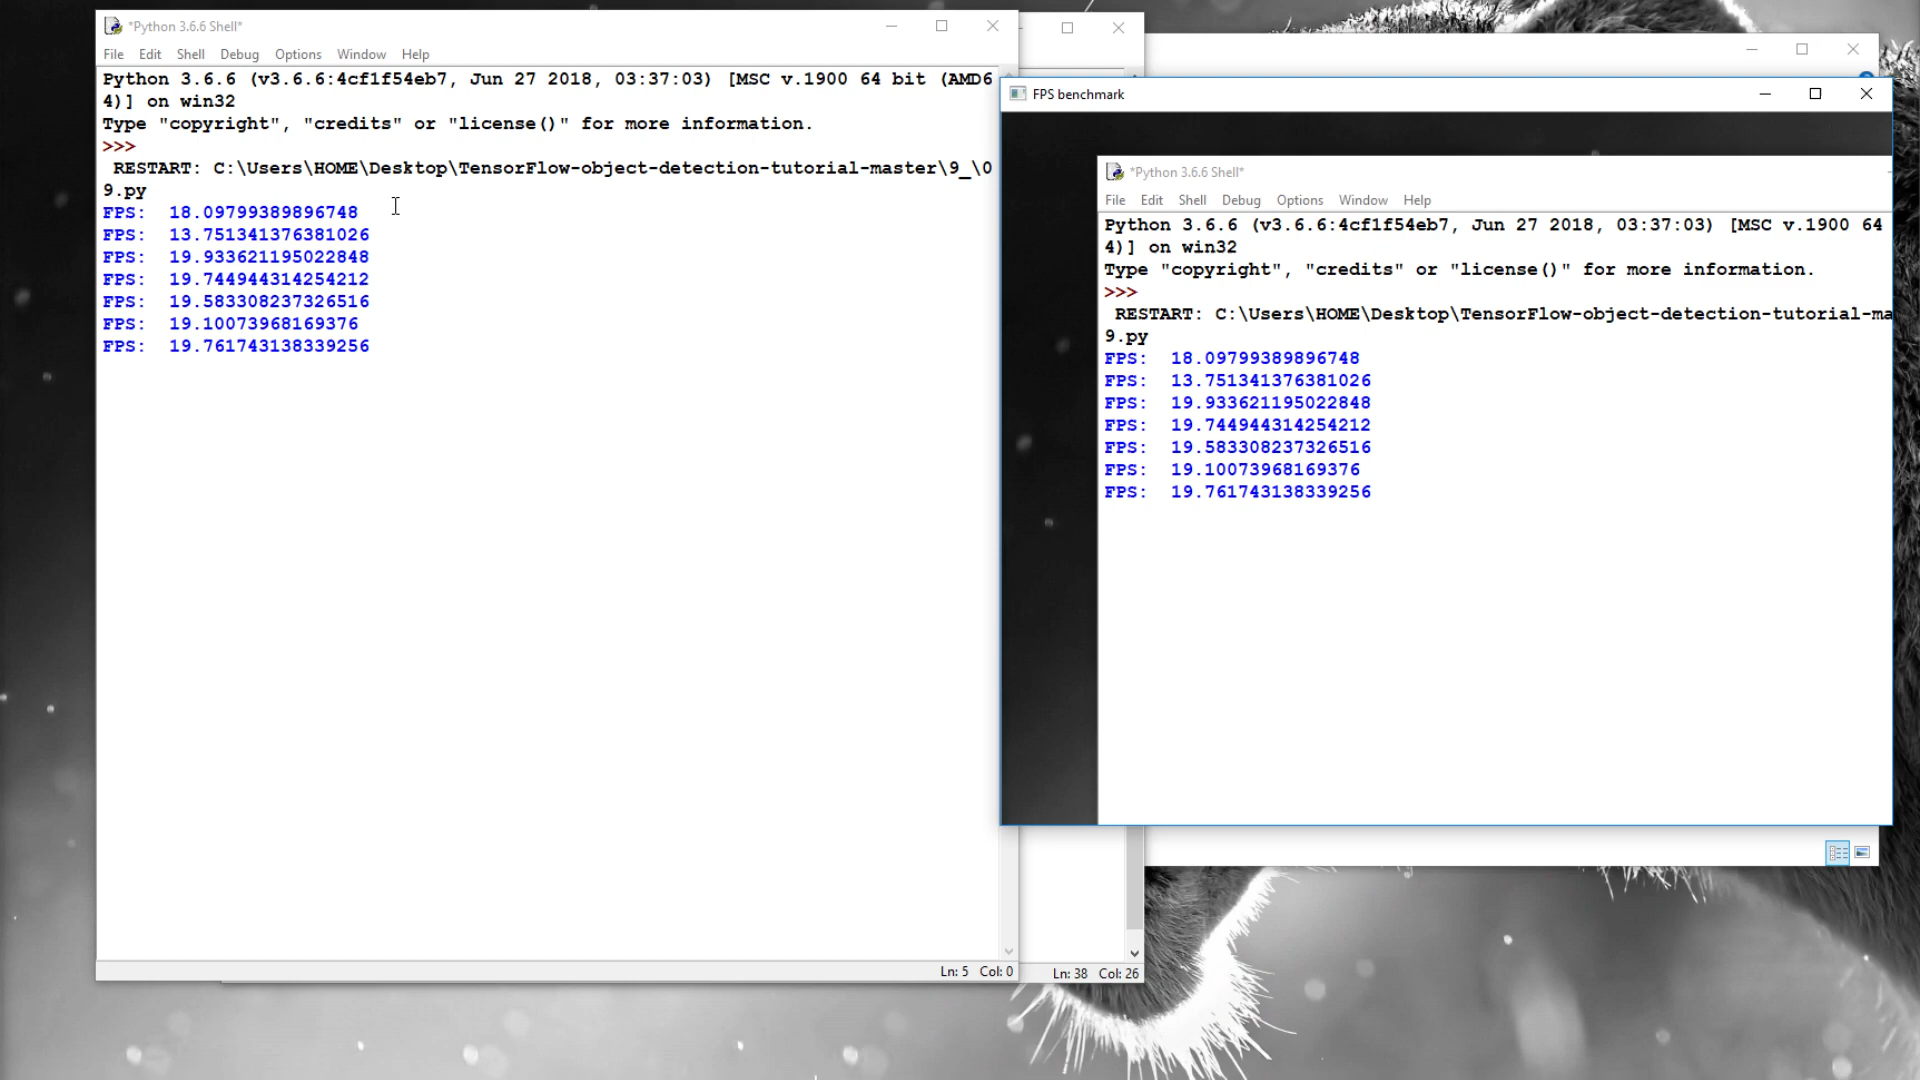 *Python 3.6.6 Shell*
File Edit Shell Debug Options Window Help
Python 3.6.6 (v3.6.6:4cf1f54eb7, Jun 27 2018, 03:37:03) [MSC v.1900 64 bit (AMD6
4)] on win32
Type "copyright", "credits" or "license()" for more information.
>>>
RESTART: C:\Users\HOME\Desktop\TensorFlow-object-detection-tutorial-master\9_\0
9.py
FPS: 18.09799389896748
FPS: 13.751341376381026
FPS: 19.933621195022848
FPS: 19.744944314254212
FPS: 19.583308237326516
FPS: 19.10073968169376
FPS: 19.761743138339256
Ln: 5 Col: 0
Ln: 38 Col: 26
FPS benchmark
*Python 3.6.6 Shell*
File Edit Shell Debug Options Window Help
Python 3.6.6 (v3.6.6:4cf1f54eb7, Jun 27 2018, 03:37:03) [MSC v.1900 64
4)] on win32
Type "copyright", "credits" or "license()" for more information.
>>>
RESTART: C:\Users\HOME\Desktop\TensorFlow-object-detection-tutorial-ma
9.py
FPS: 18.09799389896748
FPS: 13.751341376381026
FPS: 19.933621195022848
FPS: 19.744944314254212
FPS: 19.583308237326516
FPS: 19.10073968169376
FPS: 19.761743138339256